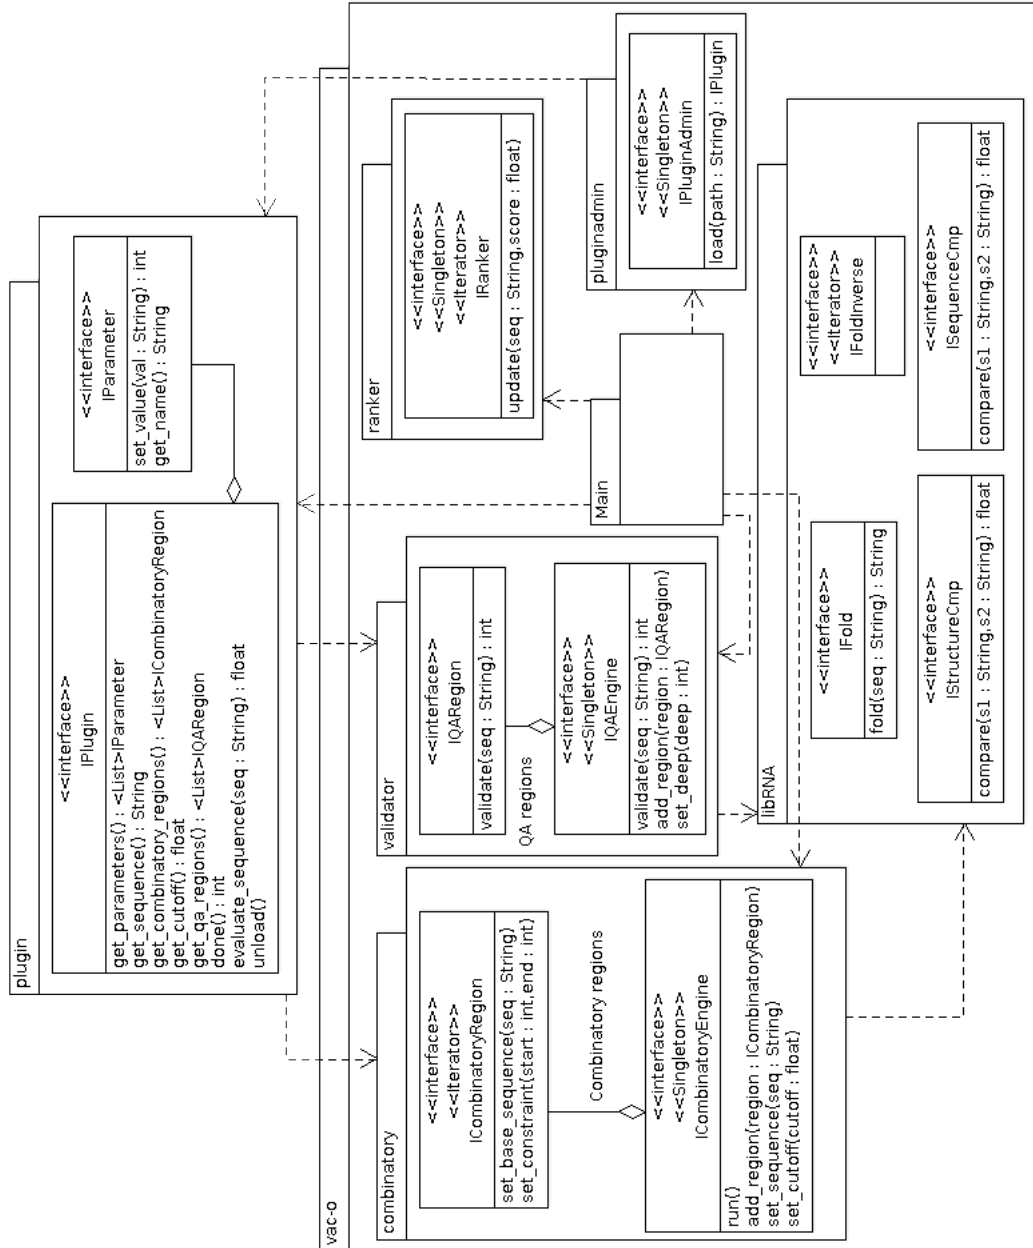 plugin
<<interface>>
IPlugin
get_parameters() : <List>IParameter
get_sequence() : String
get_combinatory_regions() : <List>ICombinatoryRegion
get_cutoff() : float
get_qa_regions() : <List>IQARegion
done() : int
evaluate_sequence(seq : String) : float
unload()
<<interface>>
IParameter
set_value(val : String) : int
get_name() : String
vac-o
combinatory
<<interface>>
<<Iterator>>
ICombinatoryRegion
set_base_sequence(seq : String)
set_constraint(start : int,end : int)
Combinatory regions
<<interface>>
<<Singleton>>
ICombinatoryEngine
run()
add_region(region : ICombinatoryRegion)
set_sequence(seq : String)
set_cutoff(cutoff : float)
validator
<<interface>>
IQARegion
validate(seq : String) : int
QA regions
<<interface>>
<<Singleton>>
IQAEngine
validate(seq : String) : int
add_region(region : IQARegion)
set_deep(deep : int)
ranker
<<interface>>
<<Singleton>>
<<Iterator>>
IRanker
update(seq : String,score : float)
Main
pluginadmin
<<interface>>
<<Singleton>>
IPluginAdmin
load(path : String) : IPlugin
libRNA
<<interface>>
IFold
fold(seq : String) : String
<<interface>>
<<Iterator>>
IFoldInverse
<<interface>>
IStructureCmp
compare(s1 : String,s2 : String) : float
<<interface>>
ISequenceCmp
compare(s1 : String,s2 : String) : float